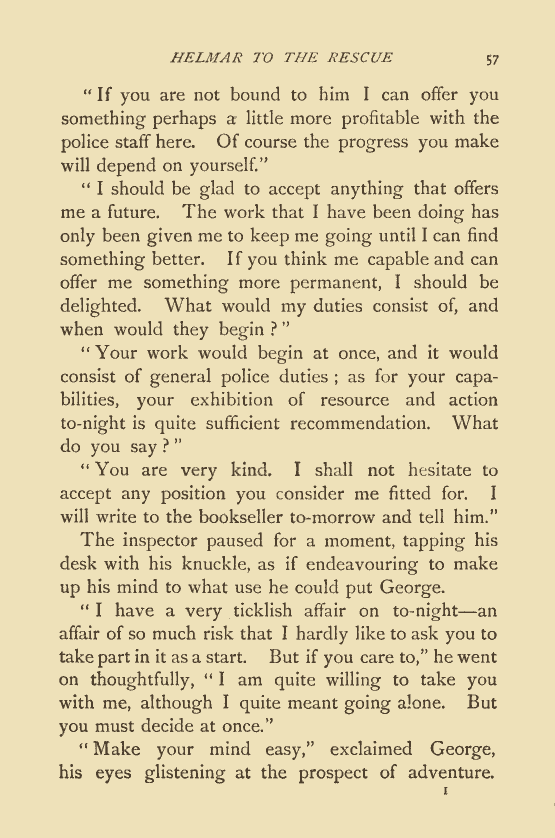 HELMAR TO THE RESCUE 57
“ If you are not bound to him I can offer you
something perhaps a little more profitable with the
police staff here. Of course the progress you make
will depend on yourself.”
“ I should be glad to accept anything that offers
me a future. The work that I have been doing has
only been given me to keep me going until I can find
something better. If you think me capable and can
offer me something more permanent, I should be
delighted. What would my duties consist of, and
when would they begin ? ”
“ Your work would begin at once, and it would
consist of general police duties ; as for your capa-
bilities, your exhibition of resource and action
to-night is quite sufficient recommendation. What
do you say ? ”
“ You are very kind. I shall not hesitate to
accept any position you consider me fitted for. I
will write to the bookseller to-morrow and tell him.”
The inspector paused for a moment, tapping his
desk with his knuckle, as if endeavouring to make
up his mind to what use he could put George.
“ I have a very ticklish affair on to-night—an
affair of so much risk that I hardly like to ask you to
take part in it as a start. But if you care to,” he went
on thoughtfully, “ I am quite willing to take you
with me, although I quite meant going alone. But
you must decide at once.”
“ Make your mind easy,” exclaimed George,
his eyes glistening at the prospect of adventure.
I